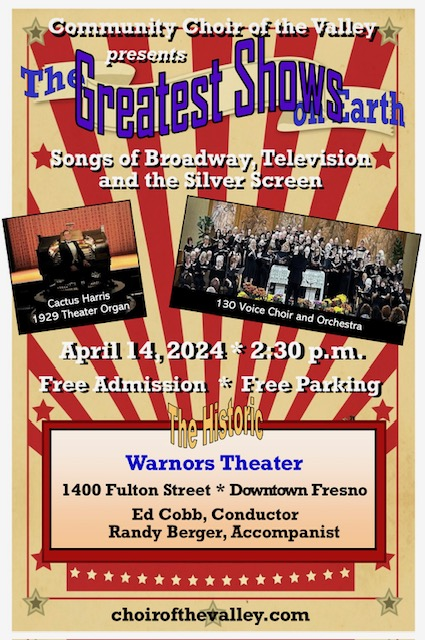 Community Choir of the Valley
presents
The
Greatest Shows
on Earth
Songs of Broadway, Television
and the Silver Screen
Cactus Harris
1929 Theater Organ
130 Voice Choir and Orchestra
April 14, 2024 * 2:30 p.m.
Free Admission * Free Parking
The Historic
Warnors Theater
1400 Fulton Street * Downtown Fresno
Ed Cobb, Conductor
Randy Berger, Accompanist
choirofthevalley.com